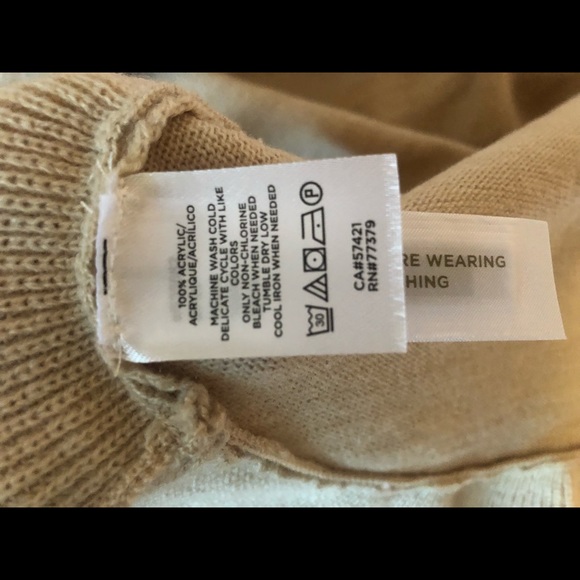 100% ACRYLIC/
ACRYLIQUE/ACRÍLICO
MACHINE WASH COLD
DELICATE CYCLE WITH LIKE
COLORS
ONLY NON-CHLORINE
BLEACH WHEN NEEDED
TUMBLE DRY LOW
COOL IRON WHEN NEEDED
30
P
CA#57421
RN#77379
RE WEARING
HING